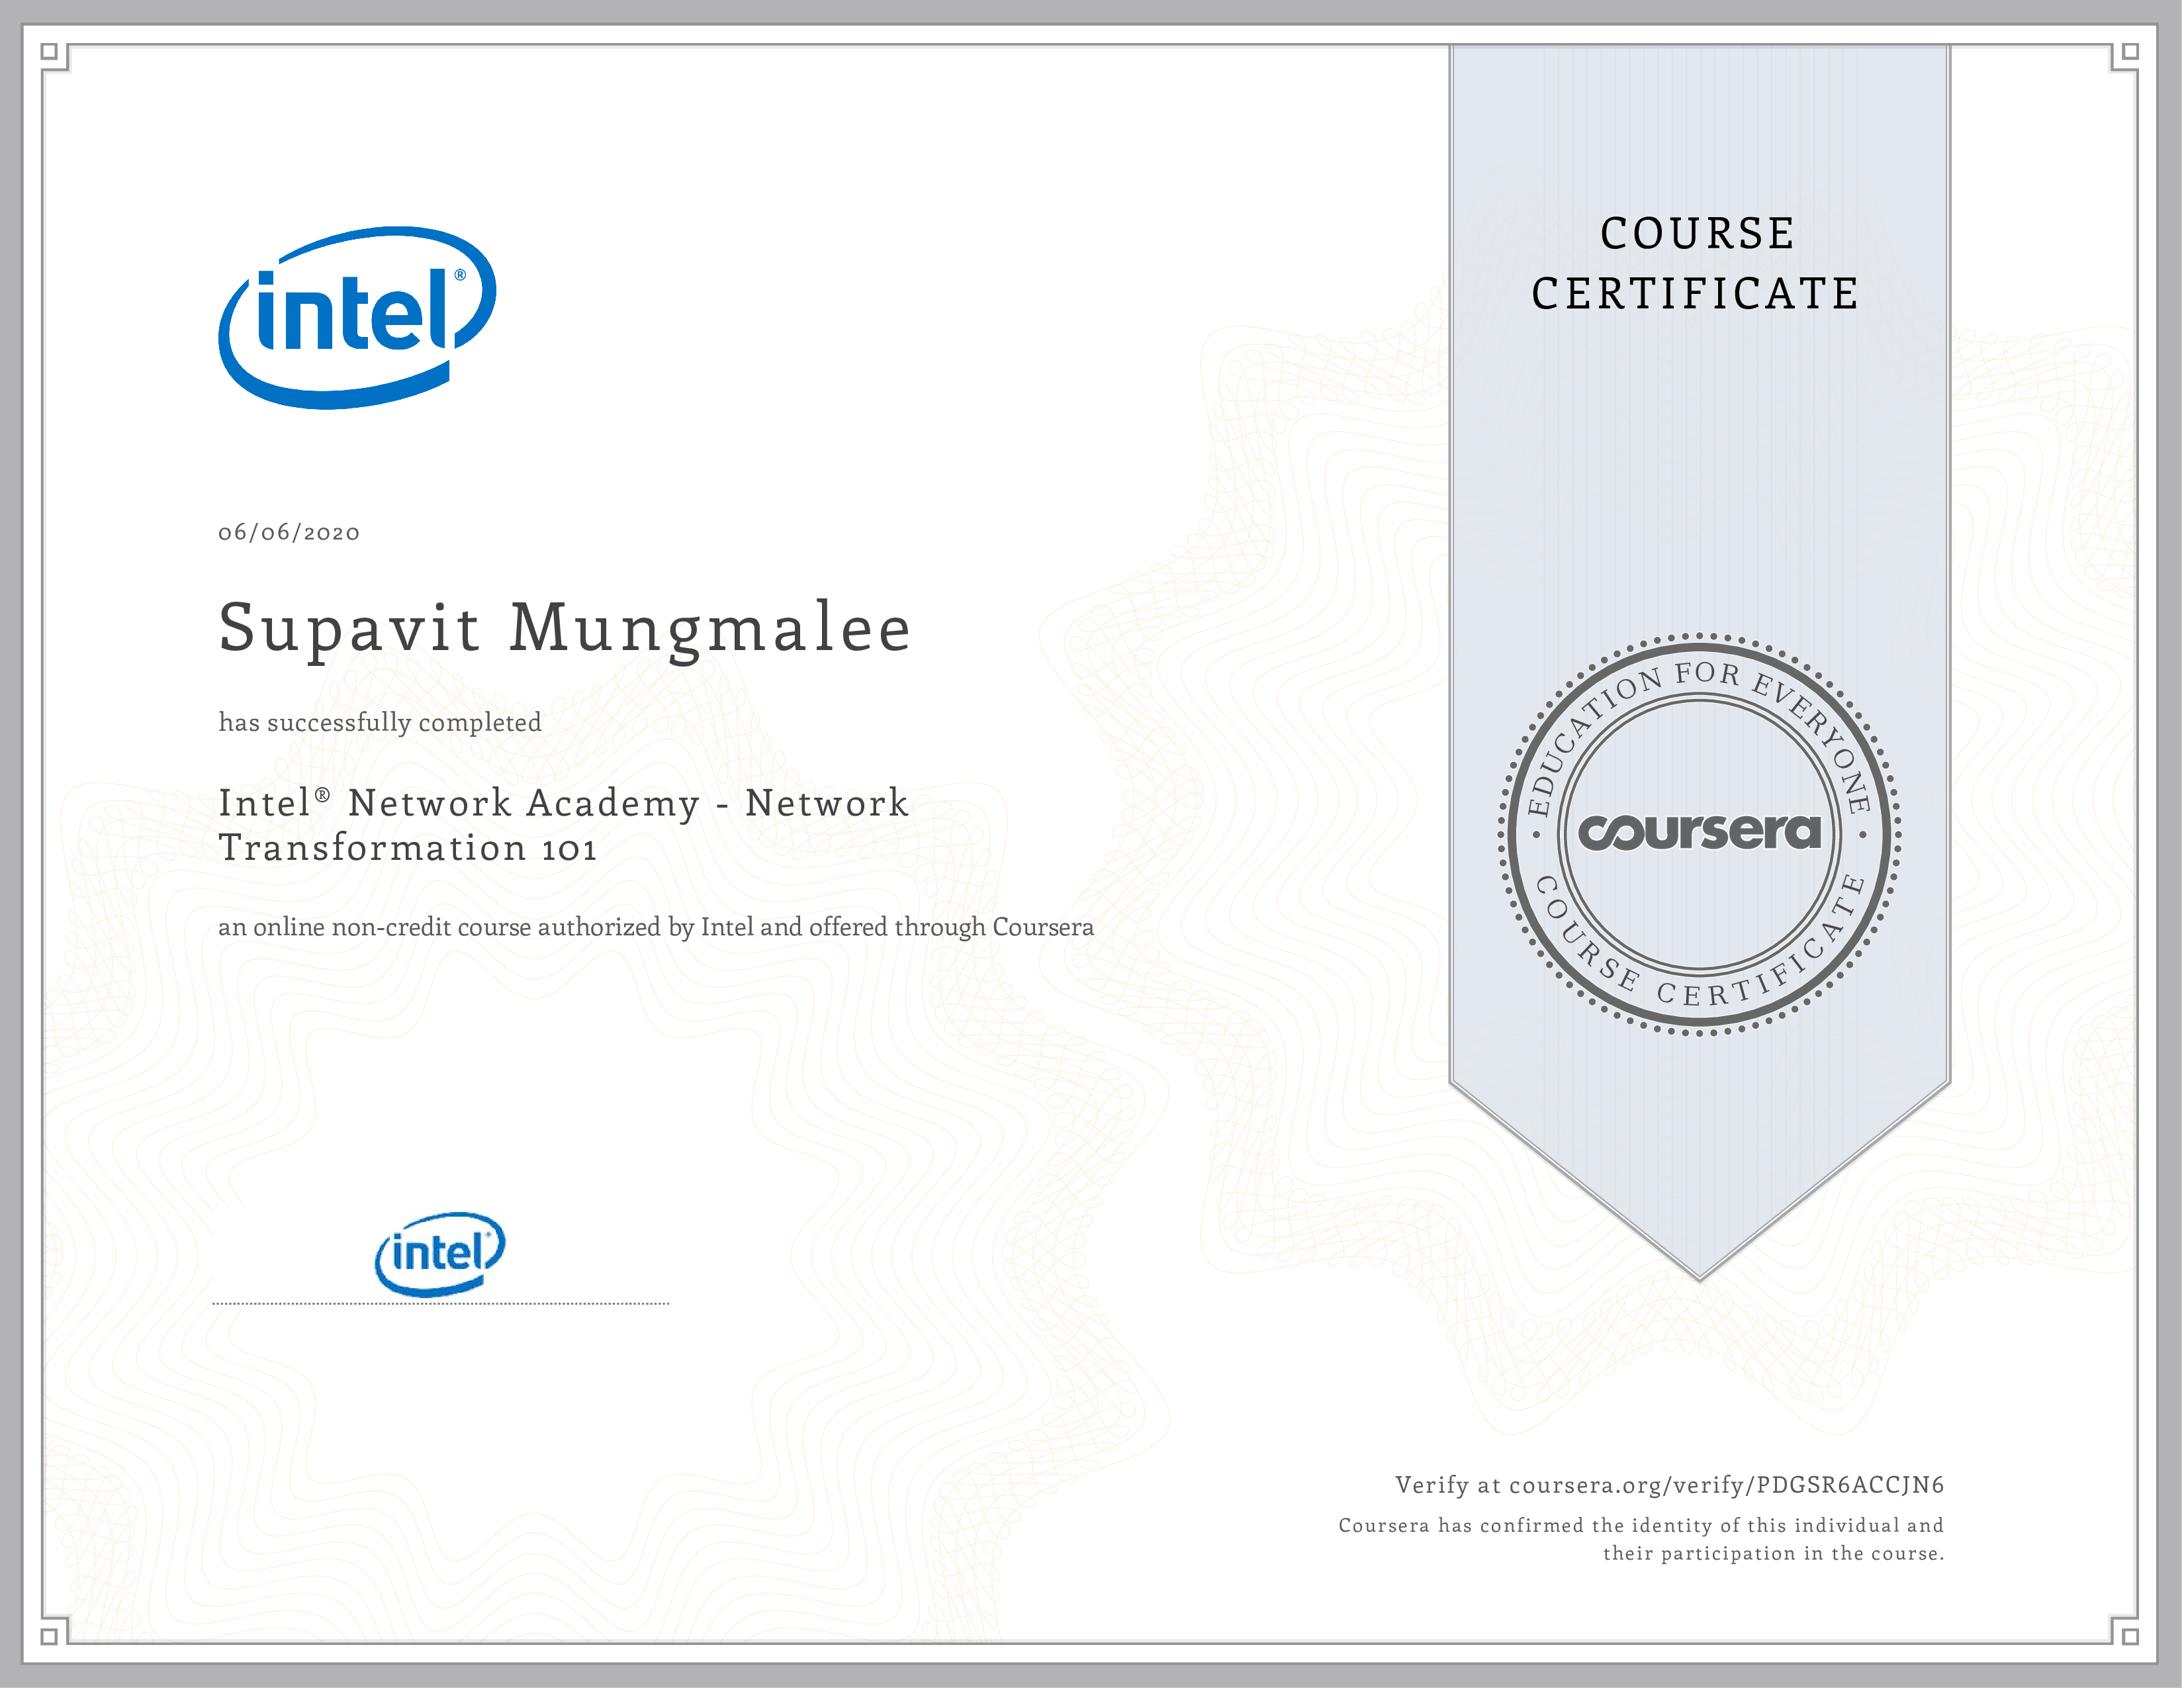 intel®
COURSE
CERTIFICATE
06/06/2020
Supavit Mungmalee
has successfully completed
Intel® Network Academy - Network
Transformation 101
an online non-credit course authorized by Intel and offered through Coursera
EDUCATION FOR EVERYONE
coursera
COURSE CERTIFICATE
intel
Verify at coursera.org/verify/PDGSR6ACCJN6
Coursera has confirmed the identity of this individual and
their participation in the course.